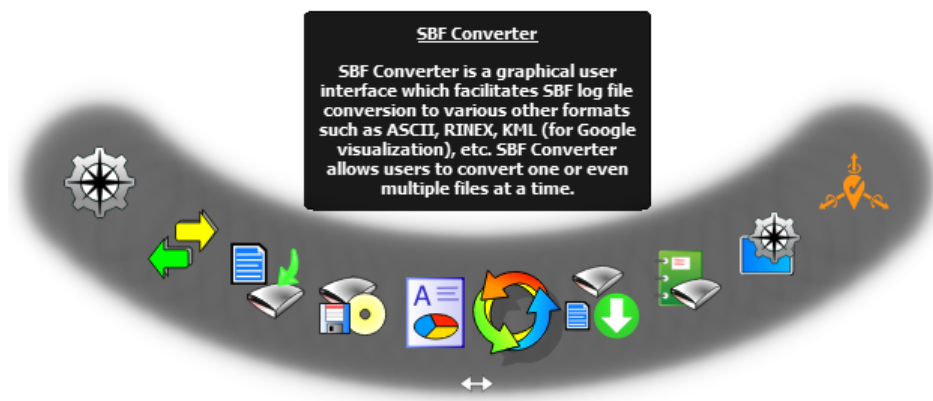 SBF Converter
SBF Converter is a graphical user
interface which facilitates SBF log file
conversion to various other formats
such as ASCII, RINEX, KML (for Google
visualization), etc. SBF Converter
allows users to convert one or even
multiple files at a time.
A